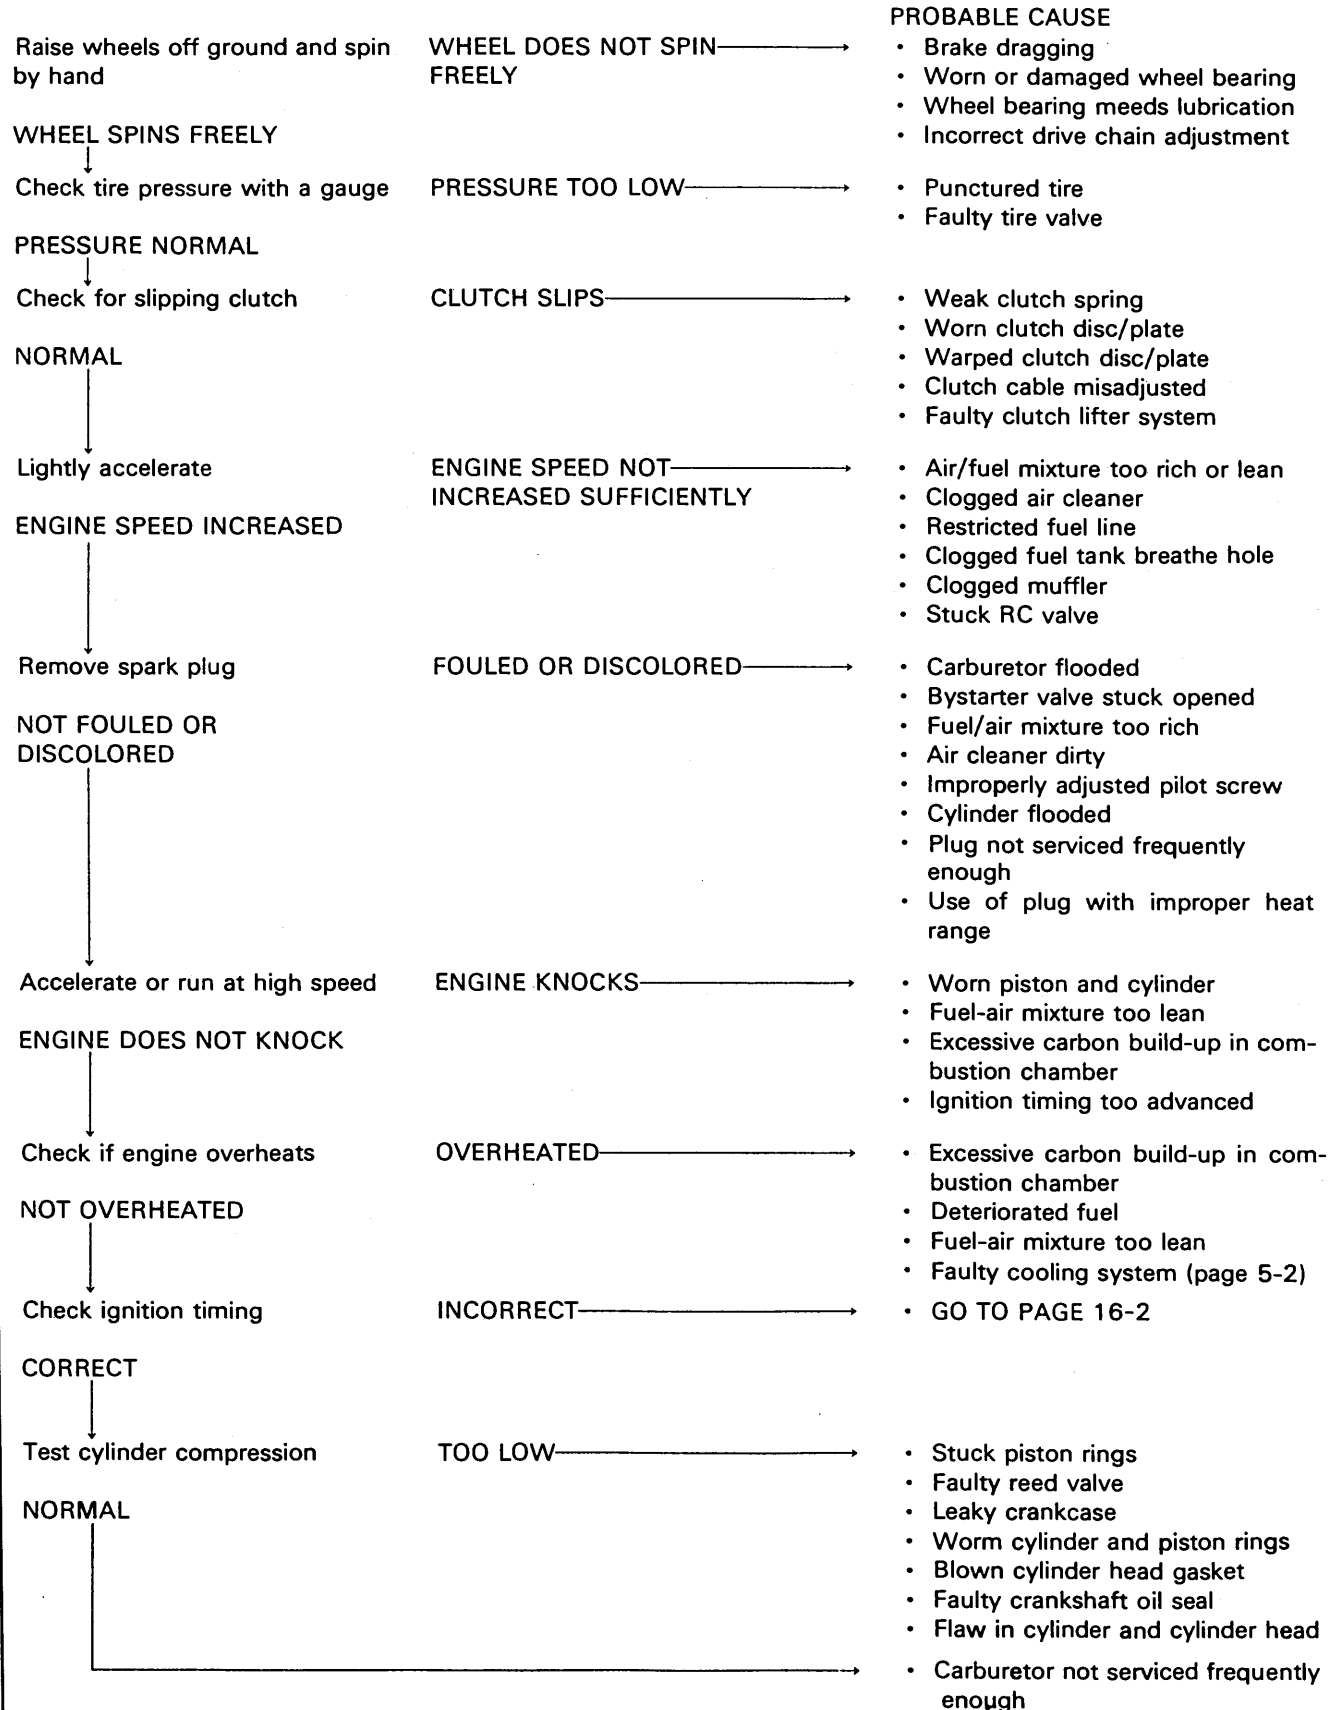 PROBABLE CAUSE
Raise wheels off ground and spin
by hand
WHEEL DOES NOT SPIN
FREELY
• Brake dragging
• Worn or damaged wheel bearing
• Wheel bearing meeds lubrication
• Incorrect drive chain adjustment
WHEEL SPINS FREELY
Check tire pressure with a gauge
PRESSURE TOO LOW
• Punctured tire
• Faulty tire valve
PRESSURE NORMAL
Check for slipping clutch
CLUTCH SLIPS
• Weak clutch spring
• Worn clutch disc/plate
• Warped clutch disc/plate
• Clutch cable misadjusted
• Faulty clutch lifter system
NORMAL
Lightly accelerate
ENGINE SPEED NOT
INCREASED SUFFICIENTLY
• Air/fuel mixture too rich or lean
• Clogged air cleaner
• Restricted fuel line
• Clogged fuel tank breathe hole
• Clogged muffler
• Stuck RC valve
ENGINE SPEED INCREASED
Remove spark plug
FOULED OR DISCOLORED
• Carburetor flooded
• Bystarter valve stuck opened
• Fuel/air mixture too rich
• Air cleaner dirty
• Improperly adjusted pilot screw
• Cylinder flooded
• Plug not serviced frequently
enough
• Use of plug with improper heat
range
NOT FOULED OR
DISCOLORED
Accelerate or run at high speed
ENGINE KNOCKS
• Worn piston and cylinder
• Fuel-air mixture too lean
• Excessive carbon build-up in com-
bustion chamber
• Ignition timing too advanced
ENGINE DOES NOT KNOCK
Check if engine overheats
OVERHEATED
• Excessive carbon build-up in com-
bustion chamber
• Deteriorated fuel
• Fuel-air mixture too lean
• Faulty cooling system (page 5-2)
NOT OVERHEATED
Check ignition timing
INCORRECT
• GO TO PAGE 16-2
CORRECT
Test cylinder compression
TOO LOW
• Stuck piston rings
• Faulty reed valve
• Leaky crankcase
• Worm cylinder and piston rings
• Blown cylinder head gasket
• Faulty crankshaft oil seal
• Flaw in cylinder and cylinder head
NORMAL
• Carburetor not serviced frequently
enough